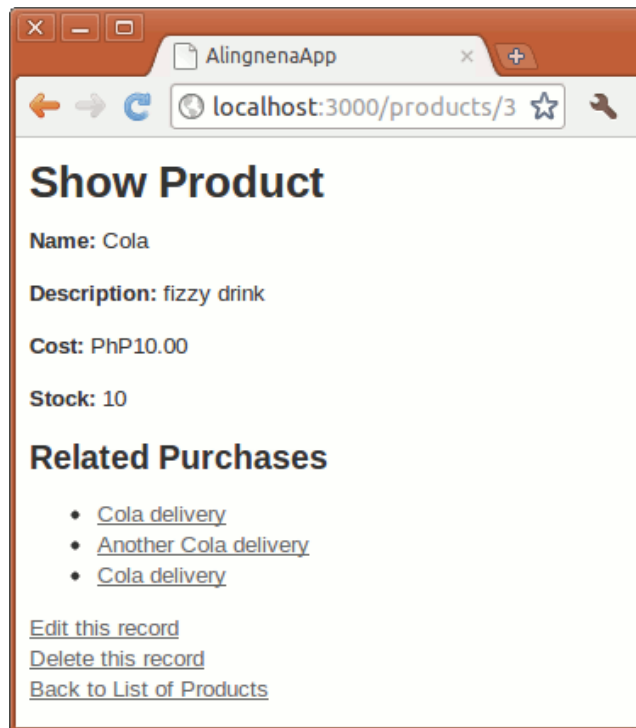 AlingnenaApp
localhost:3000/products/3
Show Product
Name: Cola
Description: fizzy drink
Cost: PhP10.00
Stock: 10
Related Purchases
Cola delivery
Another Cola delivery
Cola delivery
Edit this record
Delete this record
Back to List of Products